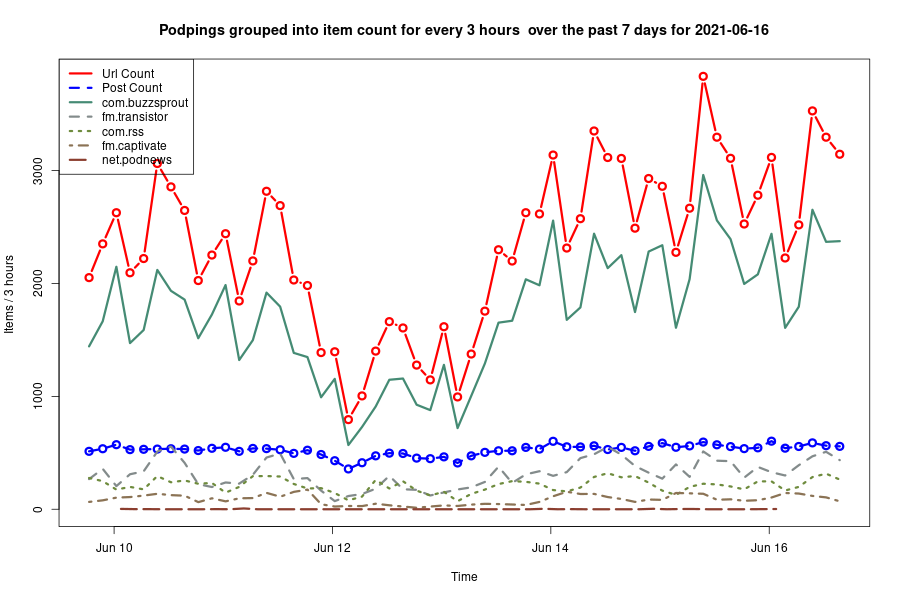 Podpings grouped into item count for every 3 hours  over the past 7 days for 2021-06-16
Url Count
Post Count
com.buzzsprout
fm.transistor
com.rss
fm.captivate
net.podnews
Items / 3 hours
3000
2000
1000
0
Jun 10
Jun 12
Jun 14
Jun 16
Time